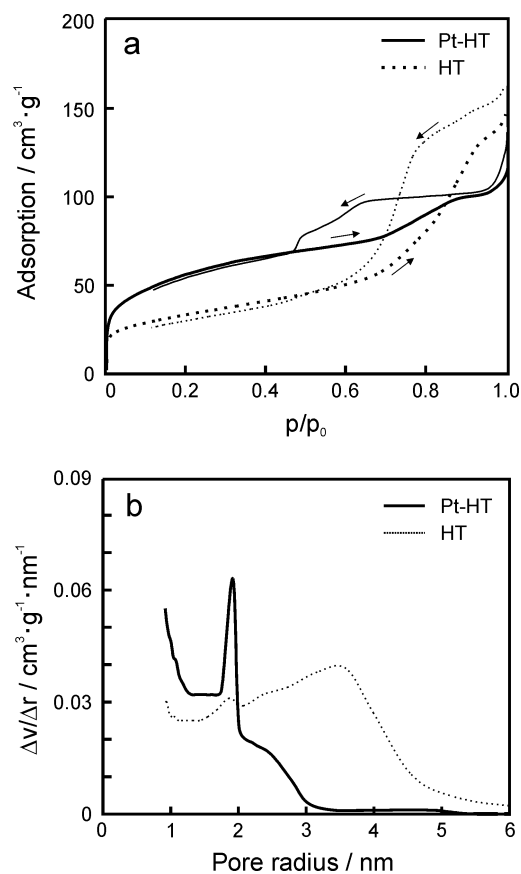 a
Pt-HT
HT
200
150
100
50
0
Adsorption / cm³·g⁻¹
0 0.2 0.4 0.6 0.8 1.0
p/p₀
b
Pt-HT
HT
0.09
0.06
0.03
0
Δv/Δr / cm³·g⁻¹·nm⁻¹
0 1 2 3 4 5 6
Pore radius / nm